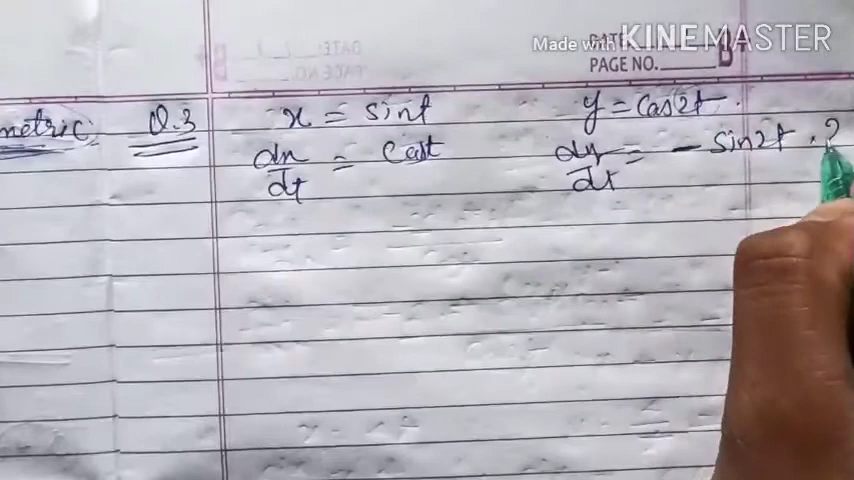 Made with KINEMASTER
DATE
PAGE NO.
metric Q.3 x = sint y = Cos2t.
dx/dt = Cost dy/dt = - sin2t . 2